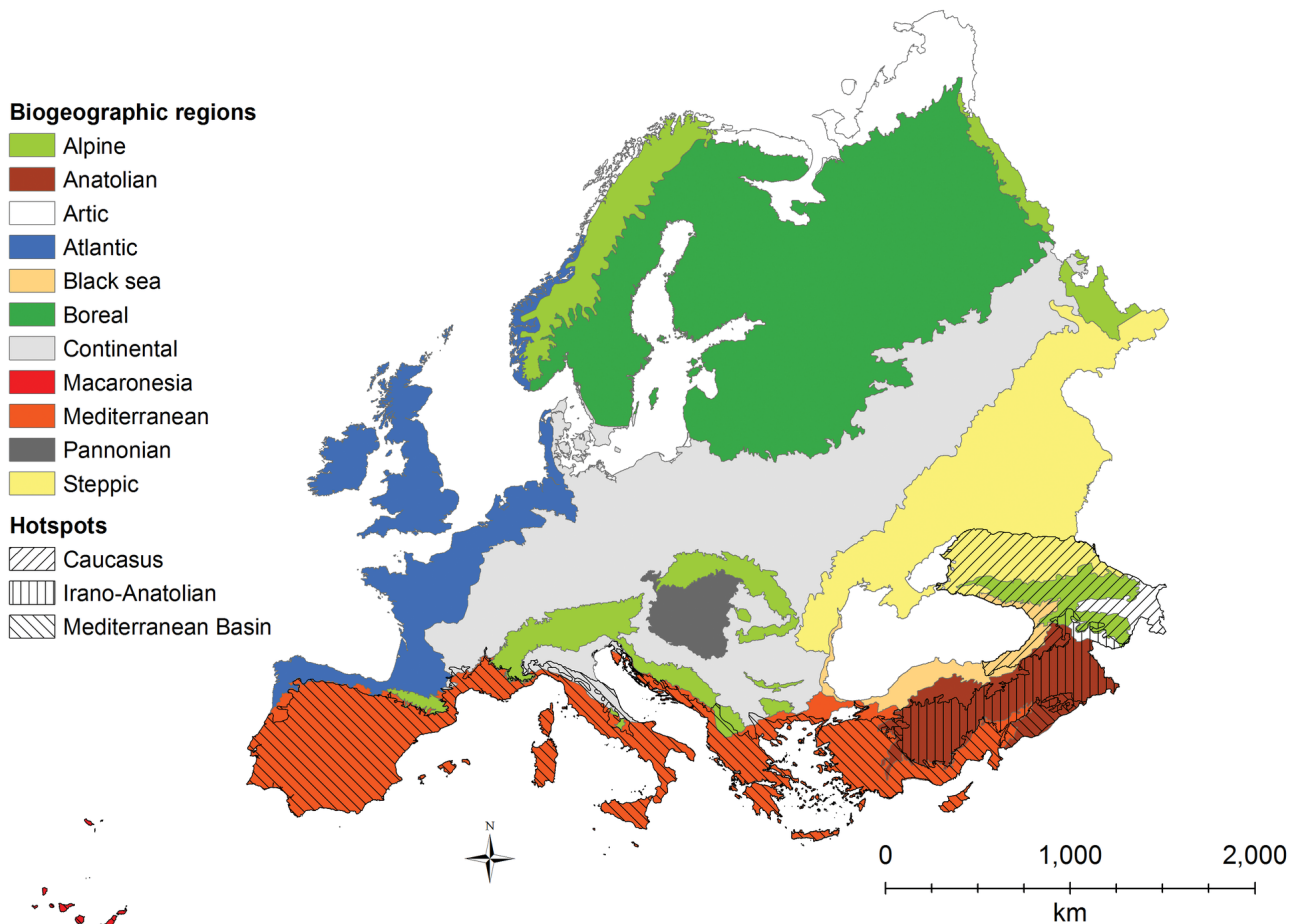 Biogeographic regions
Alpine
Anatolian
Artic
Atlantic
Black sea
Boreal
Continental
Macaronesia
Mediterranean
Pannonian
Steppic
Hotspots
Caucasus
Irano-Anatolian
Mediterranean Basin
N
0 1,000 2,000
km